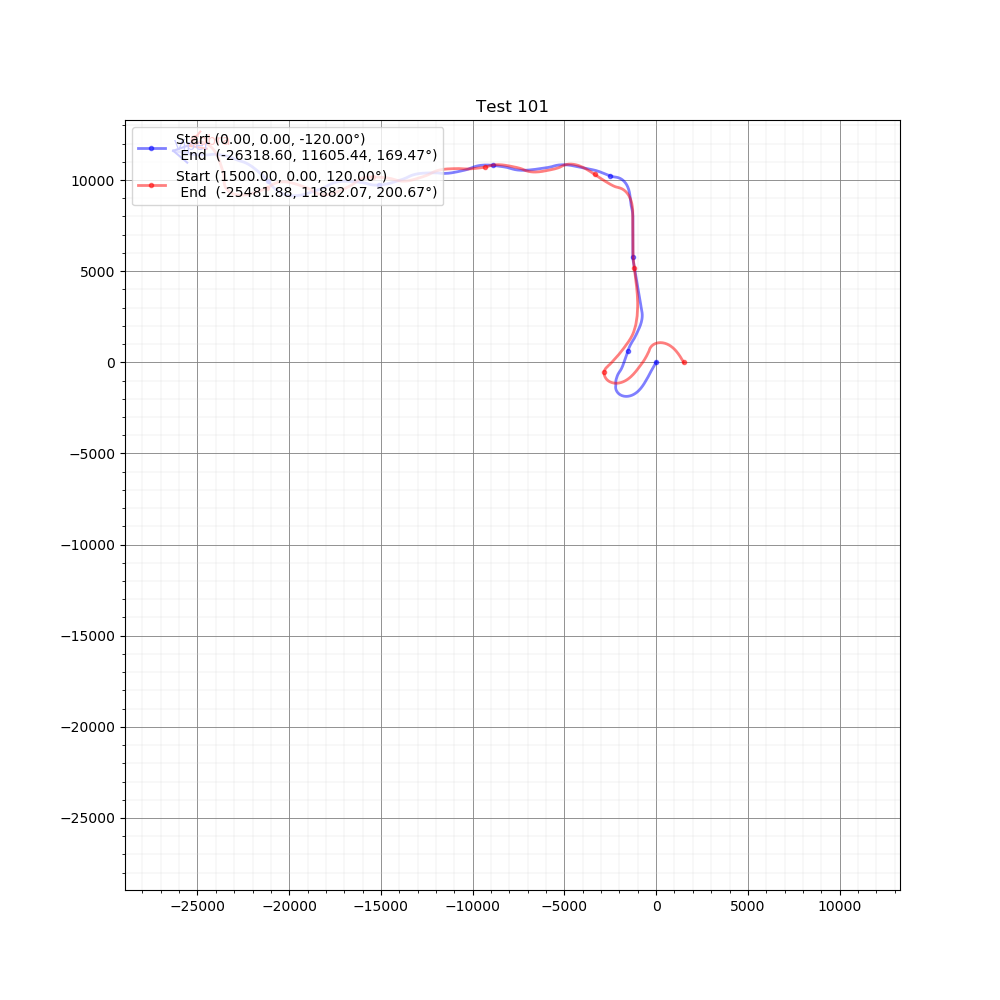 Test 101
Start (0.00, 0.00, -120.00°)
End  (-26318.60, 11605.44, 169.47°)
Start (1500.00, 0.00, 120.00°)
End  (-25481.88, 11882.07, 200.67°)
10000
5000
0
−5000
−10000
−15000
−20000
−25000
−25000 −20000 −15000 −10000 −5000 0 5000 10000